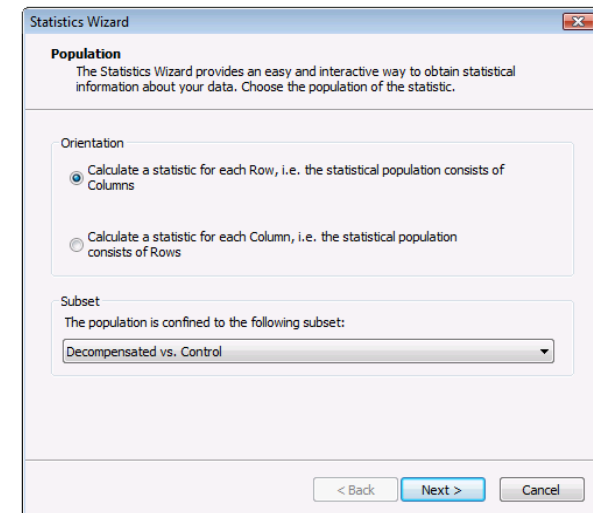 Statistics Wizard
Population
The Statistics Wizard provides an easy and interactive way to obtain statistical
information about your data. Choose the population of the statistic.
Orientation
Calculate a statistic for each Row, i.e. the statistical population consists of
Columns
Calculate a statistic for each Column, i.e. the statistical population
consists of Rows
Subset
The population is confined to the following subset:
Decompensated vs. Control
< Back
Next >
Cancel